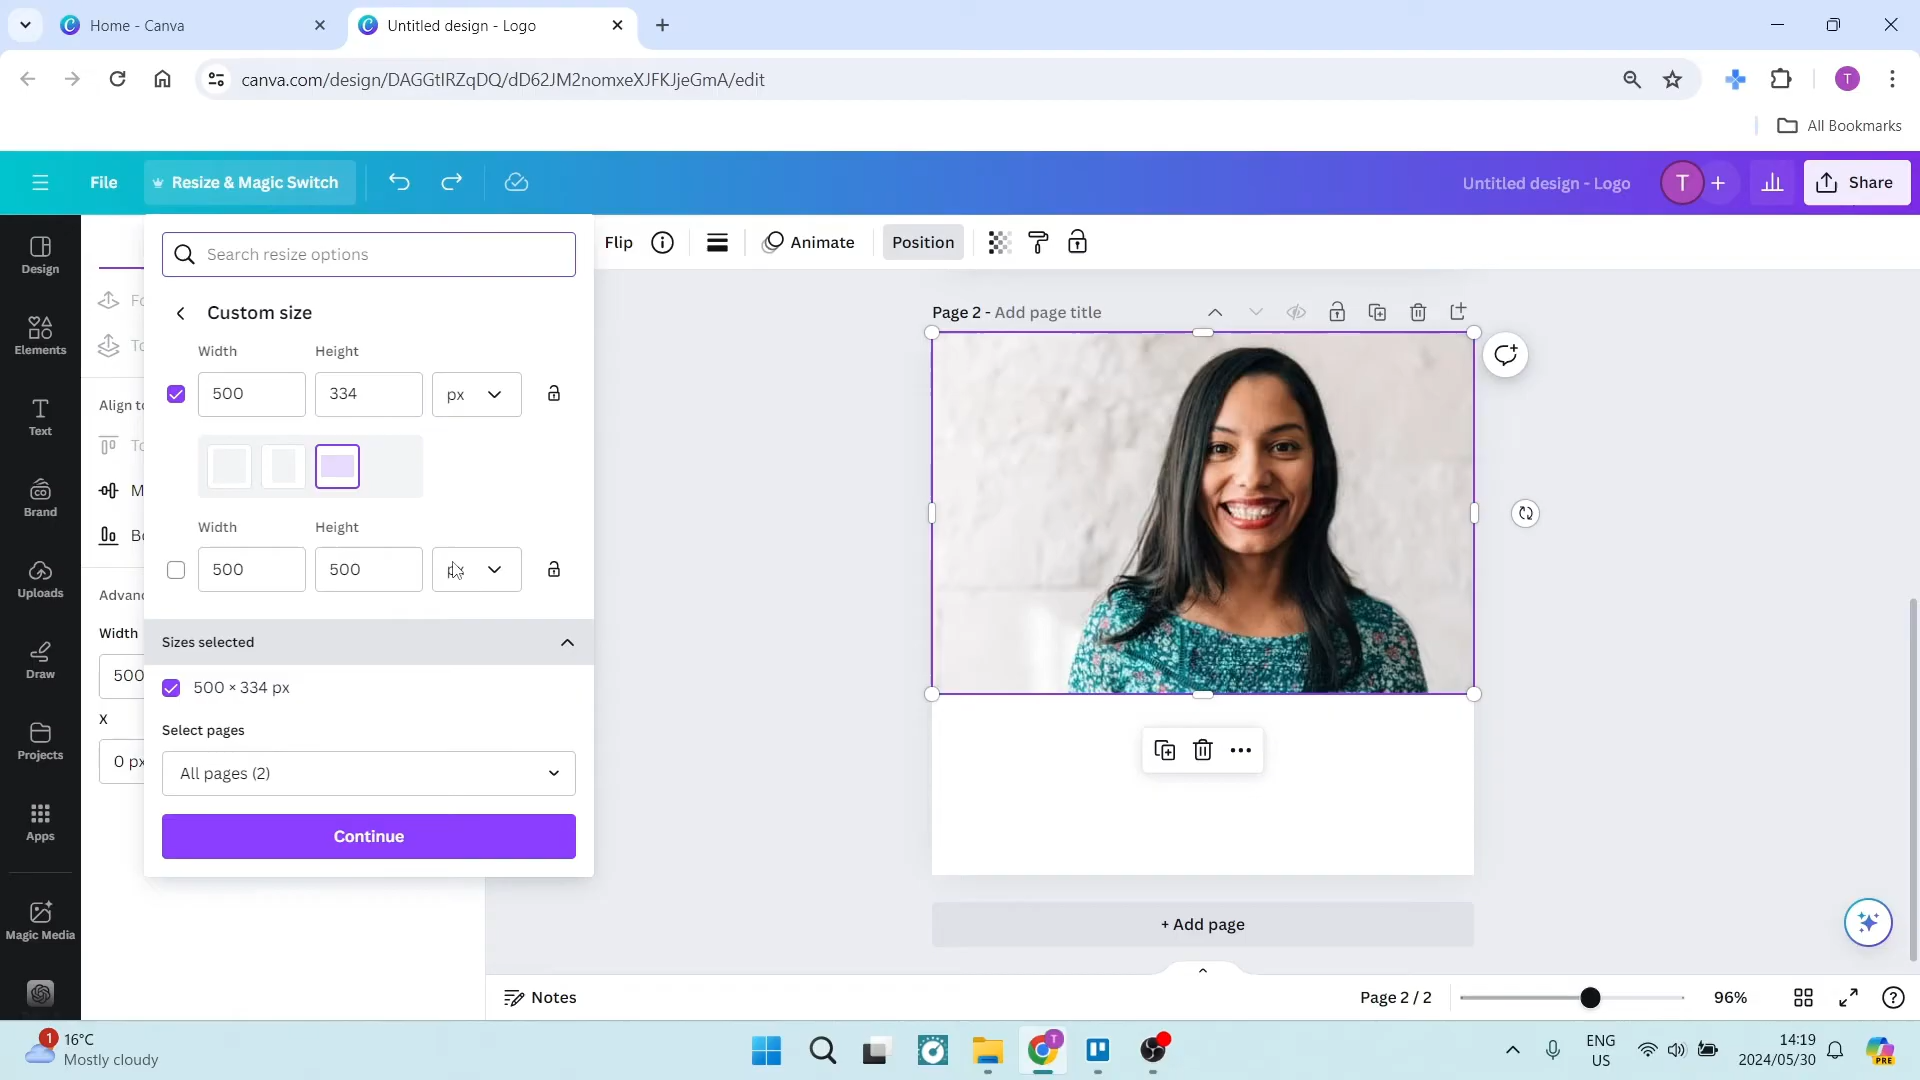 Home - Canva
Untitled design - Logo
canva.com/design/DAGGtIRZqDQ/dD62JM2nomxeXJFKJjeGmA/edit
T
All Bookmarks
File
Resize & Magic Switch
Untitled design - Logo
T
Share
Search resize options
Flip
Animate
Position
Design
Elements
Text
Brand
Uploads
Draw
Projects
Apps
Magic Media
Custom size
Width
Height
500
334
px
Width
Height
500
500
Sizes selected
500 × 334 px
Select pages
All pages (2)
Continue
Width
500
X
0 px
Page 2 - Add page title
+ Add page
Notes
Page 2 / 2
96%
1
16°C
Mostly cloudy
T
ENG
US
14:19
2024/05/30
PRE